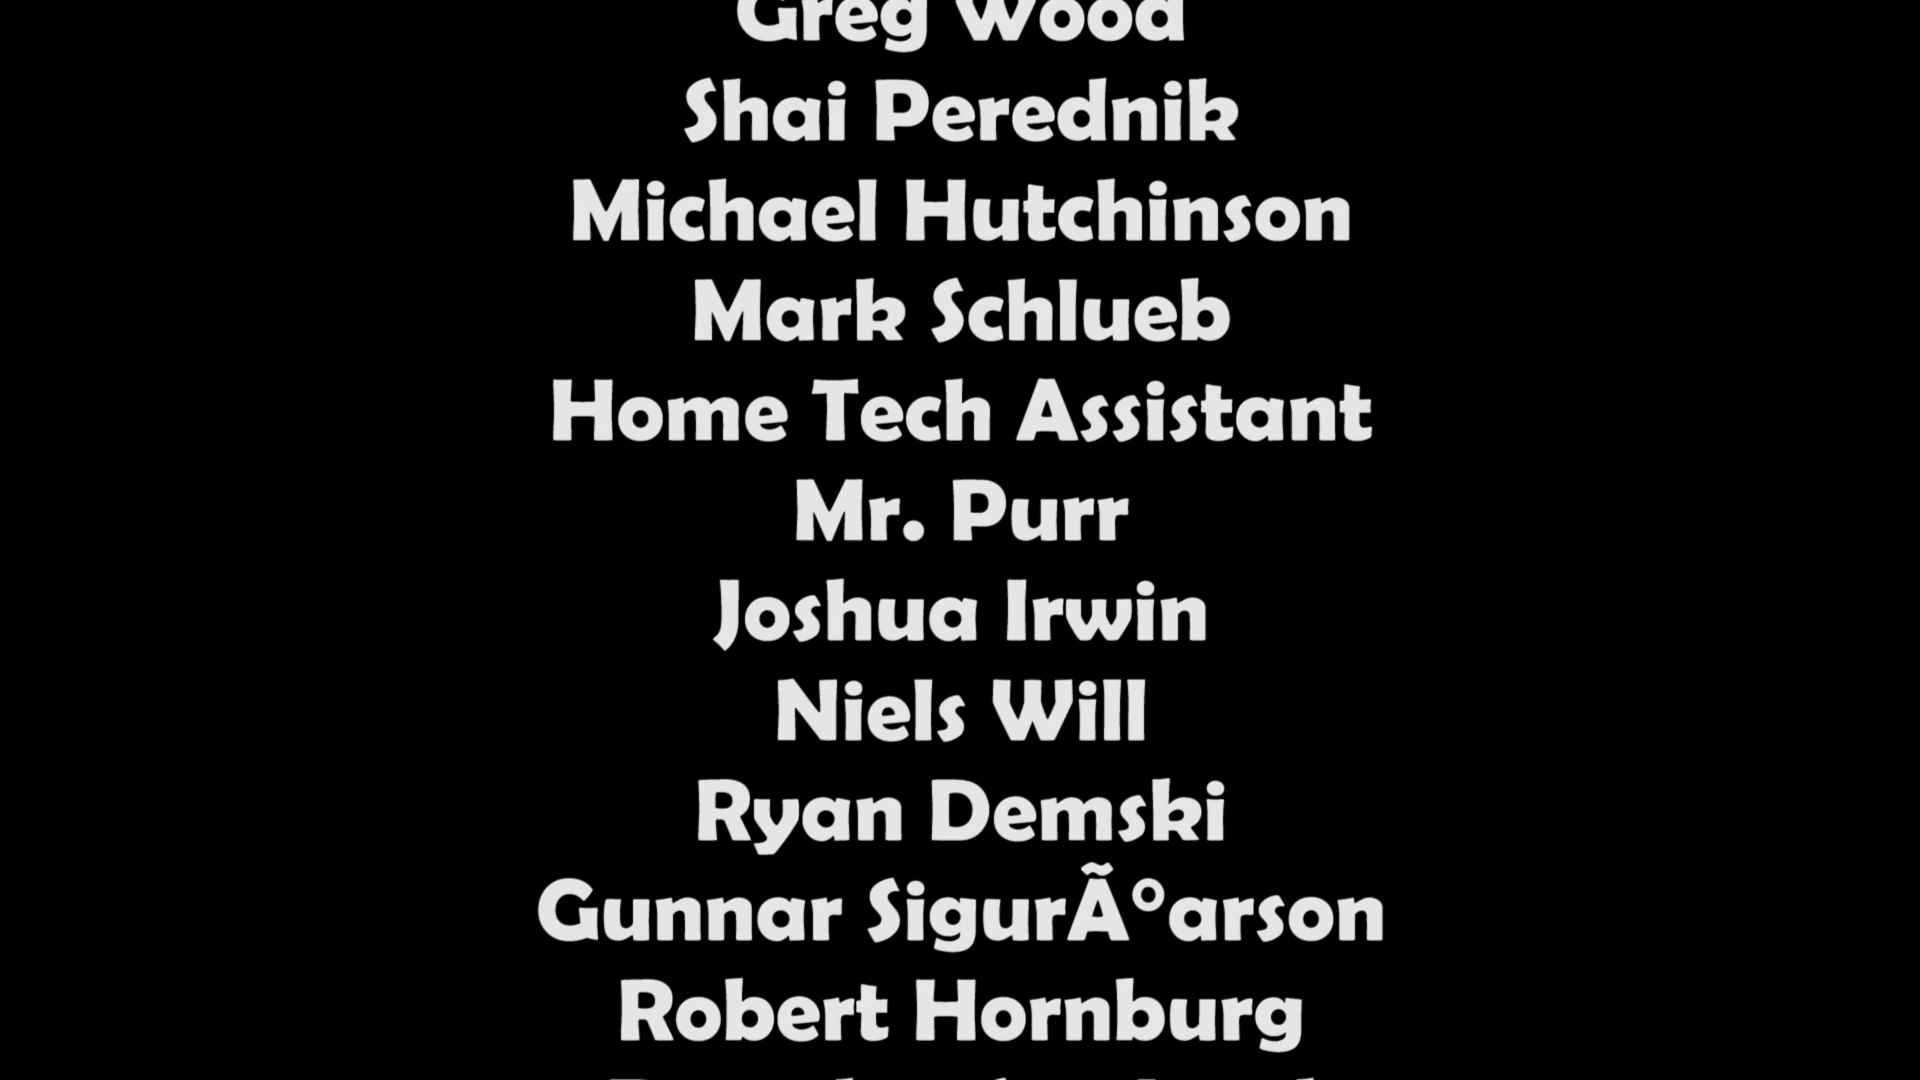 Greg Wood
Shai Perednik
Michael Hutchinson
Mark Schlueb
Home Tech Assistant
Mr. Purr
Joshua Irwin
Niels Will
Ryan Demski
Gunnar SigurÃ°arson
Robert Hornburg